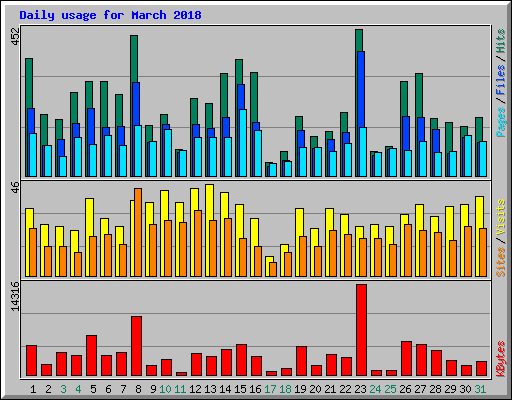 Daily usage for March 2018
452
Pages / Files / Hits
46
Sites / Visits
14316
KBytes
1 2 3 4 5 6 7 8 9 10 11 12 13 14 15 16 17 18 19 20 21 22 23 24 25 26 27 28 29 30 31